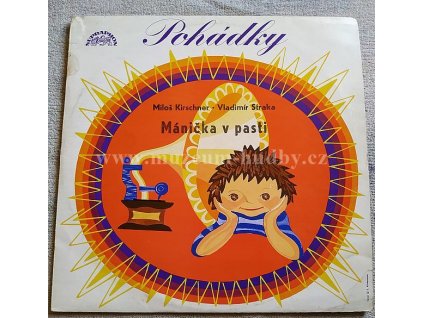 SUPRAPHON
Pohádky
Miloš Kirschner - Vladimír Straka
Mánička v pasti
www.muzeumhudby.cz